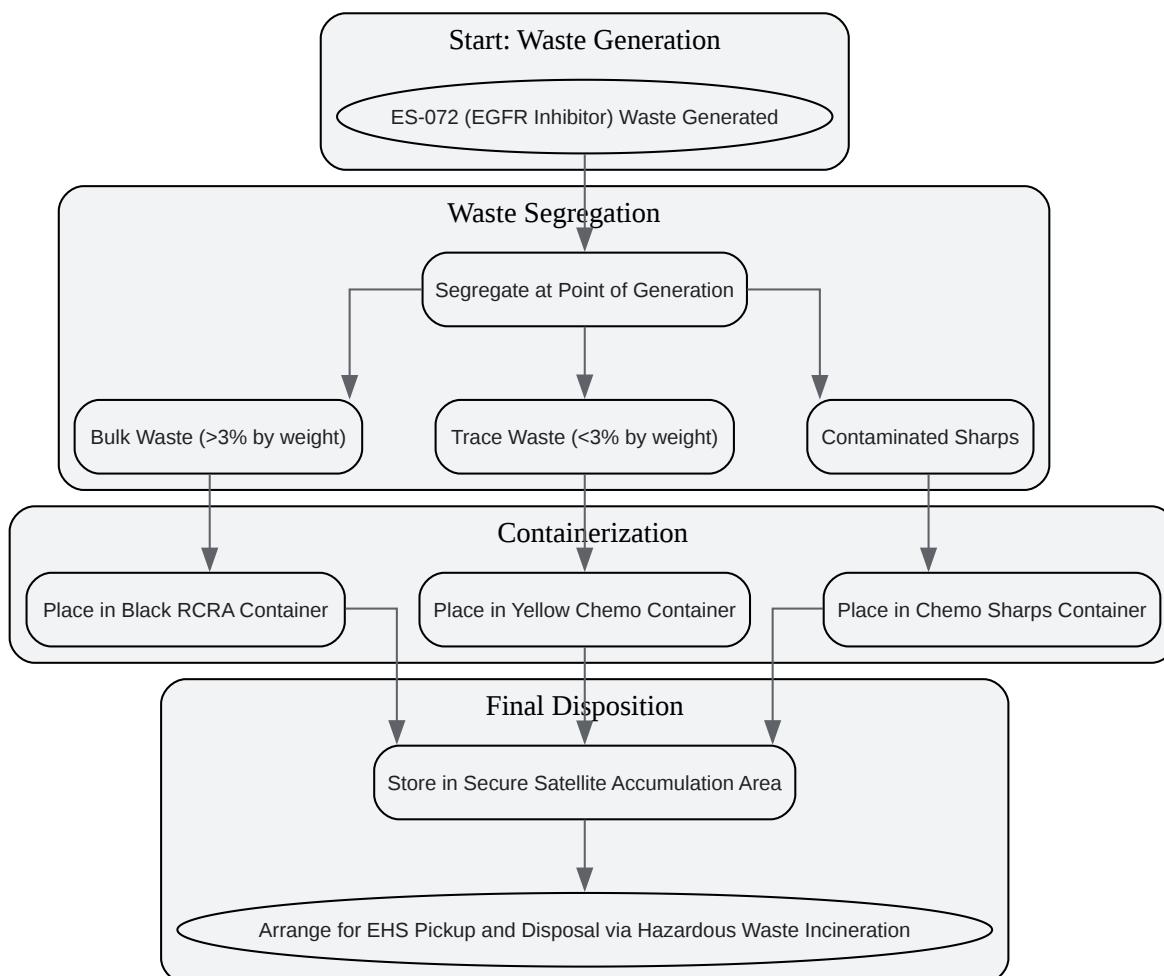 Start: Waste Generation
ES-072 (EGFR Inhibitor) Waste Generated
Waste Segregation
Segregate at Point of Generation
Bulk Waste (>3% by weight)
Trace Waste (<3% by weight)
Contaminated Sharps
Containerization
Place in Black RCRA Container
Place in Yellow Chemo Container
Place in Chemo Sharps Container
Final Disposition
Store in Secure Satellite Accumulation Area
Arrange for EHS Pickup and Disposal via Hazardous Waste Incineration